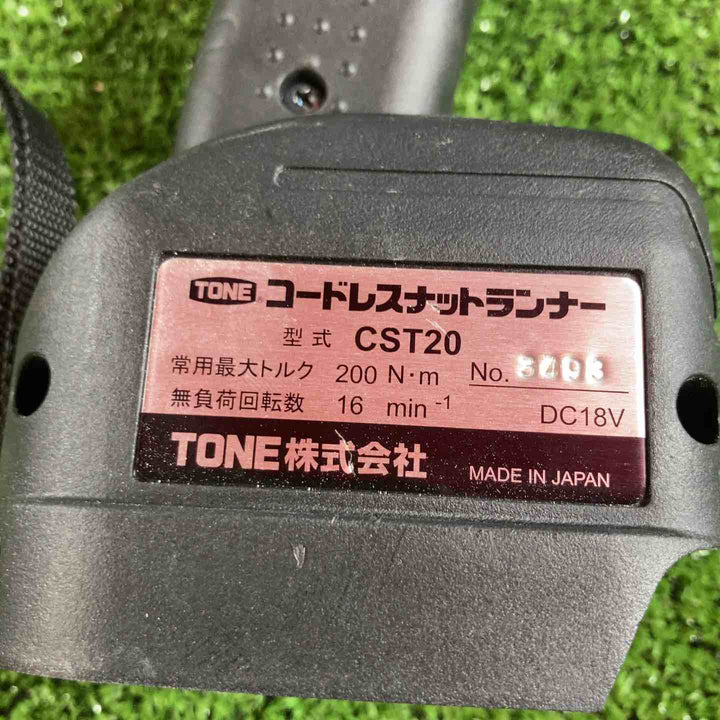 TONE コードレスナットランナー
型式 CST20
常用最大トルク 200 N・m No.
無負荷回転数 16 min⁻¹ DC18V
TONE株式会社 MADE IN JAPAN